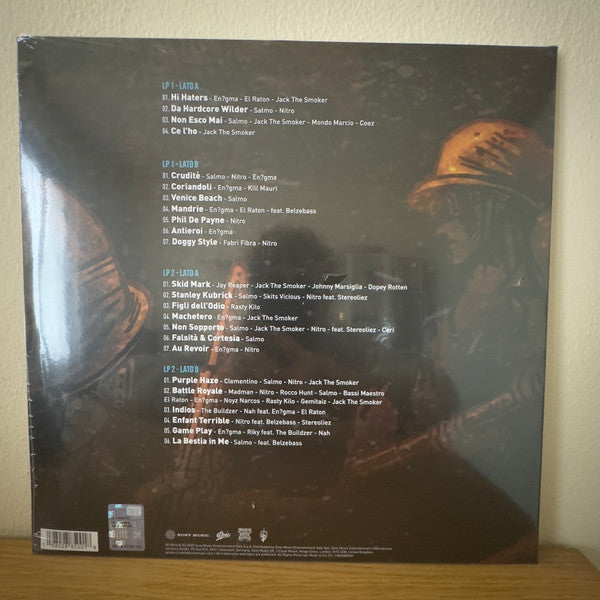 LP 1 - LATO A
01. Hi Haters - En?gma - El Raton - Jack The Smoker
02. Da Hardcore Wilder - Salmo - Nitro
03. Non Esco Mai - Salmo - Jack The Smoker - Mondo Marcio - Coez
04. Ce l'ho - Jack The Smoker
LP 1 - LATO B
01. Cruditè - Salmo - Nitro - En?gma
02. Coriandoli - En?gma - Kill Mauri
03. Venice Beach - Salmo
04. Mandrie - En?gma - El Raton - feat. Belzebass
05. Phil De Payne - Nitro
06. Antieroi - En?gma
07. Doggy Style - Fabri Fibra - Nitro
LP 2 - LATO A
01. Skid Mark - Jay Reaper - Jack The Smoker - Johnny Marsiglia - Dopey Rotten
02. Stanley Kubrick - Salmo - Skits Vicious - Nitro feat. Stereoliez
03. Figli dell'Odio - Rasty Kilo
04. Machetero - En?gma - Jack The Smoker
05. Non Sopporto - Salmo - Jack The Smoker - Nitro - feat. Stereoliez - Ceri
06. Falsità & Cortesia - Salmo
07. Au Revoir - En?gma - Nitro
LP 2 - LATO B
01. Purple Haze - Clementino - Salmo - Nitro - Jack The Smoker
02. Battle Royale - Madman - Nitro - Rocco Hunt - Salmo - Bassi Maestro
El Raton - En?gma - Noyz Narcos - Rasty Kilo - Gemitaiz - Jack The Smoker
03. Indios - The Buildzer - Nah feat. En?gma - El Raton
04. Enfant Terrible - Nitro feat. Belzebass - Stereoliez
05. Game Play - En?gma - Riky feat. The Buildzer - Nah
06. La Bestia in Me - Salmo - feat. Belzebass
SONY MUSIC
Epic